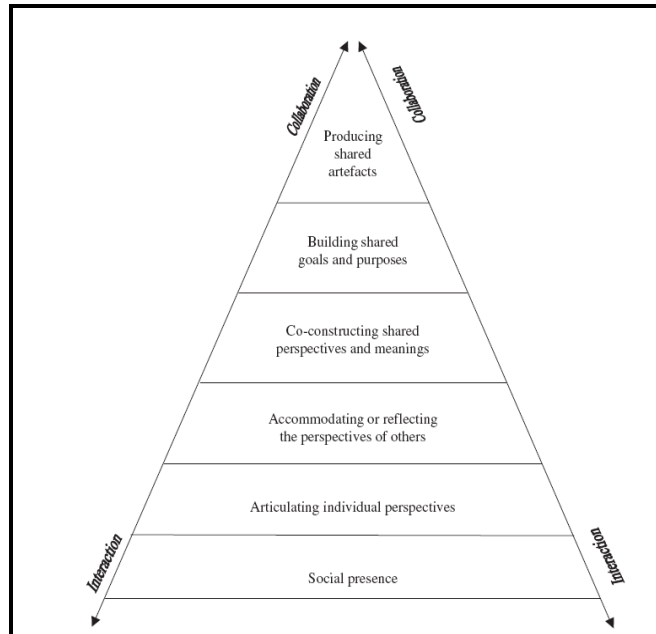 Collaboration
Collaboration
Producing
shared
artefacts
Building shared
goals and purposes
Co-constructing shared
perspectives and meanings
Accommodating or reflecting
the perspectives of others
Articulating individual perspectives
Interaction
Interaction
Social presence